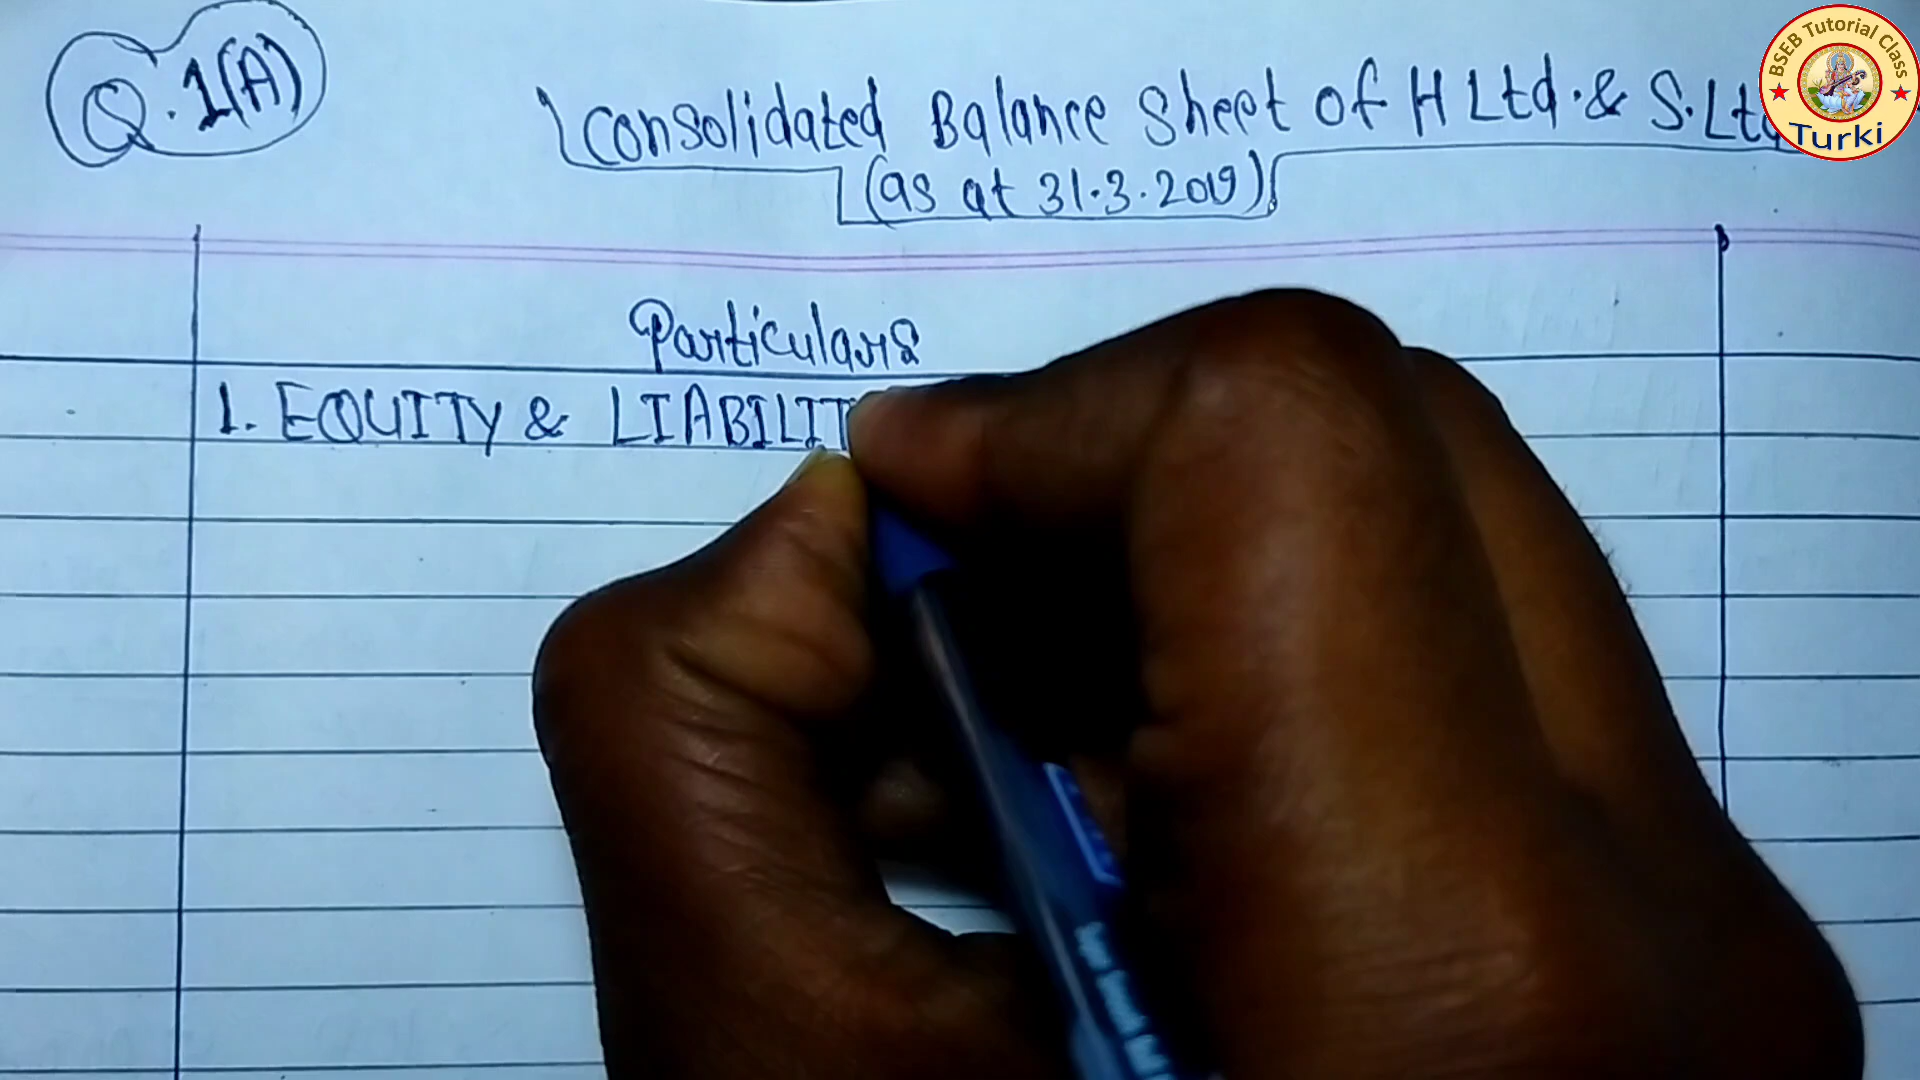 Q.1(A)
Consolidated Balance Sheet of H Ltd. & S.Ltd
(as at 31.3.2019)
Particulars
1. EQUITY & LIABILIT
BSEB Tutorial Class
Turki